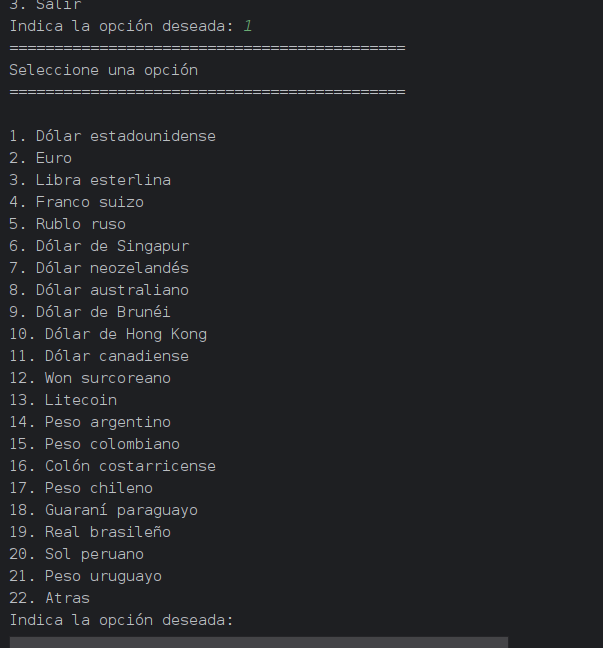 3. Salir
Indica la opción deseada: 1
============================================
Seleccione una opción
============================================
1. Dólar estadounidense
2. Euro
3. Libra esterlina
4. Franco suizo
5. Rublo ruso
6. Dólar de Singapur
7. Dólar neozelandés
8. Dólar australiano
9. Dólar de Brunéi
10. Dólar de Hong Kong
11. Dólar canadiense
12. Won surcoreano
13. Litecoin
14. Peso argentino
15. Peso colombiano
16. Colón costarricense
17. Peso chileno
18. Guaraní paraguayo
19. Real brasileño
20. Sol peruano
21. Peso uruguayo
22. Atras
Indica la opción deseada: